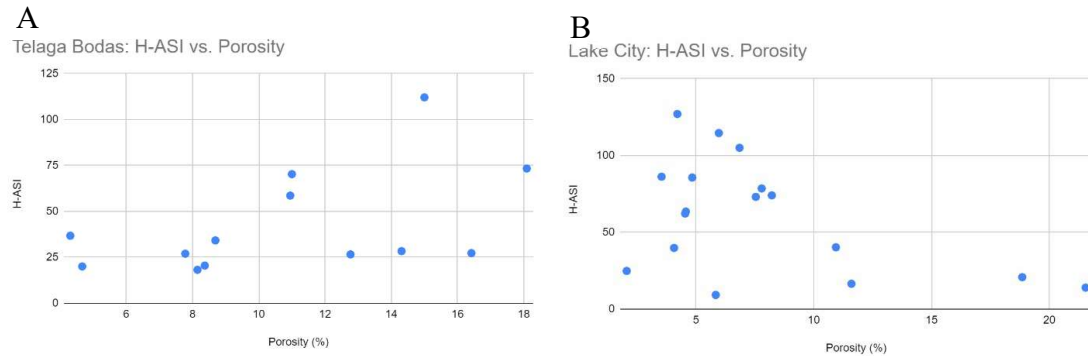 A
Telaga Bodas: H-ASI vs. Porosity
125
100
75
50
25
0
H-ASI
6 8 10 12 14 16 18
Porosity (%)
B
Lake City: H-ASI vs. Porosity
150
100
50
0
H-ASI
5 10 15 20
Porosity (%)